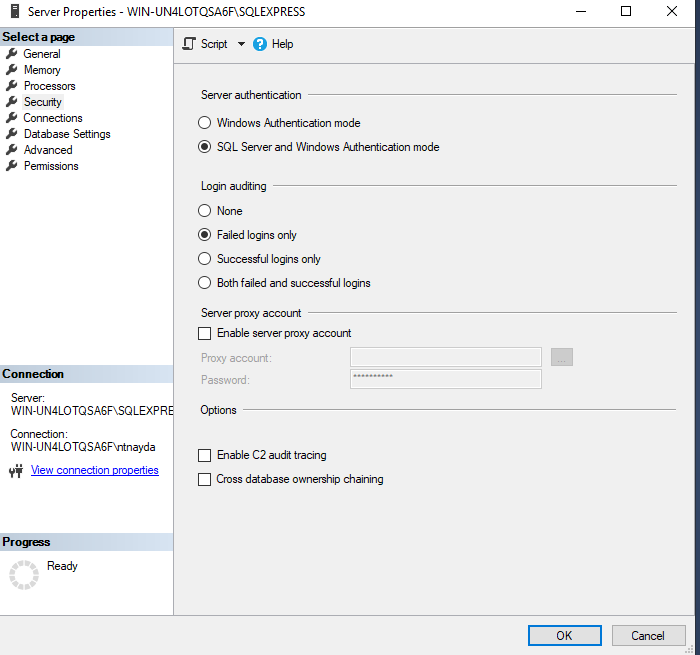 Server Properties - WIN-UN4LOTQSA6F\SQLEXPRESS
Select a page
General
Memory
Processors
Security
Connections
Database Settings
Advanced
Permissions
Script
Help
Server authentication
Windows Authentication mode
SQL Server and Windows Authentication mode
Login auditing
None
Failed logins only
Successful logins only
Both failed and successful logins
Server proxy account
Enable server proxy account
Proxy account:
...
Password:
**********
Options
Enable C2 audit tracing
Cross database ownership chaining
Connection
Server:
WIN-UN4LOTQSA6F\SQLEXPRE
Connection:
WIN-UN4LOTQSA6F\ntnayda
View connection properties
Progress
Ready
OK
Cancel